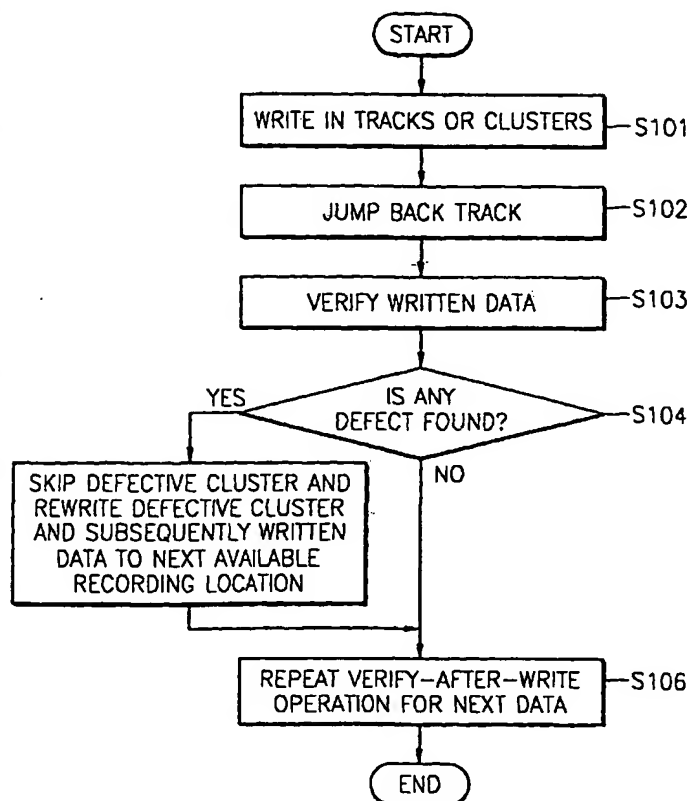 START
WRITE IN TRACKS OR CLUSTERS
S101
JUMP BACK TRACK
S102
VERIFY WRITTEN DATA
S103
IS ANY
DEFECT FOUND?
S104
YES
NO
SKIP DEFECTIVE CLUSTER AND
REWRITE DEFECTIVE CLUSTER
AND SUBSEQUENTLY WRITTEN
DATA TO NEXT AVAILABLE
RECORDING LOCATION
REPEAT VERIFY-AFTER-WRITE
OPERATION FOR NEXT DATA
S106
END